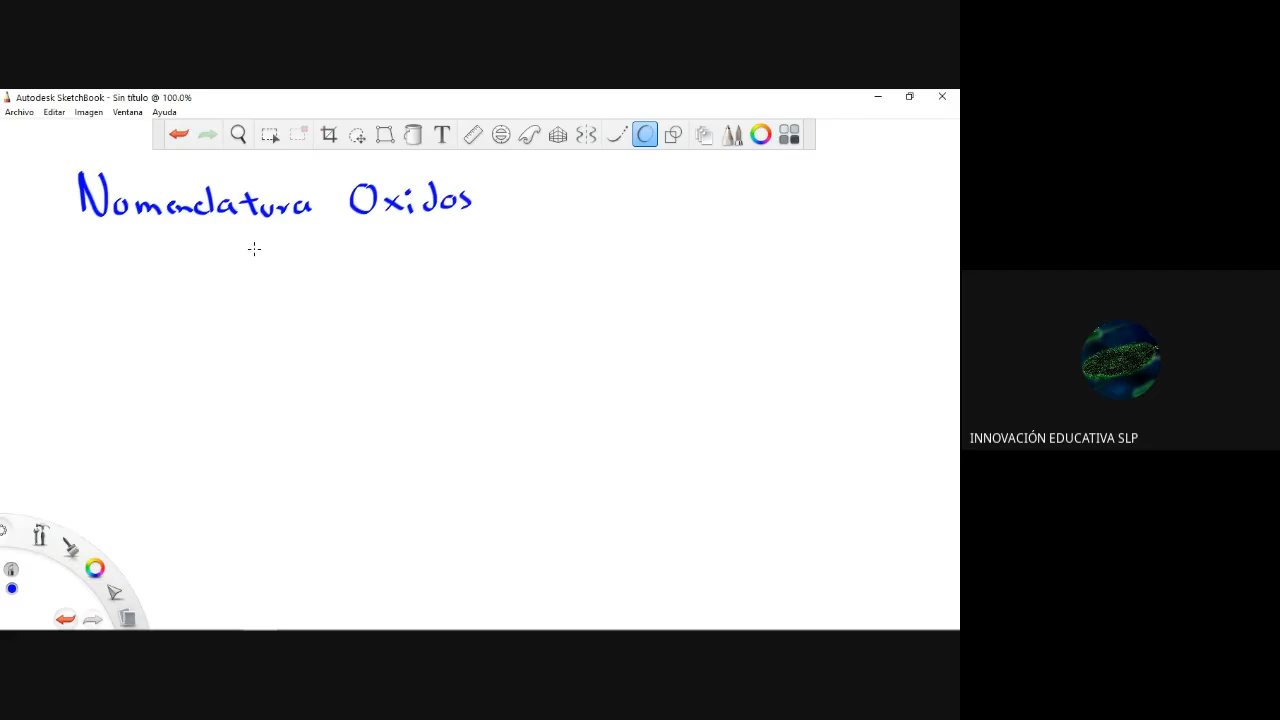 Autodesk SketchBook - Sin título @ 100.0%
Archivo Editar Imagen Ventana Ayuda
Nomenclatura Oxidos
INNOVACIÓN EDUCATIVA SLP